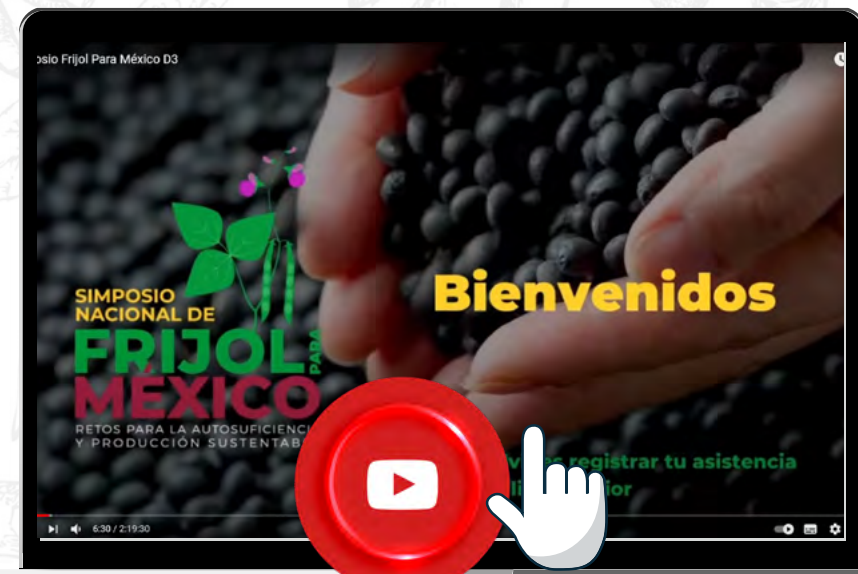 osio Frijol Para México D3
SIMPOSIO
NACIONAL DE
FRIJOL PARA
MÉXICO
RETOS PARA LA AUTOSUFICIENCI
Y PRODUCCIÓN SUSTENTAB
Bienvenidos
registrar tu asistencia
6:30 / 2:19:30